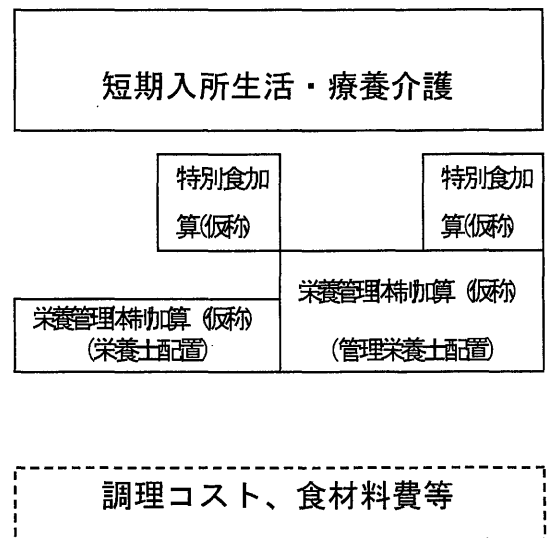 短期入所生活・療養介護
特別食加
算(仮称)
特別食加
算(仮称)
栄養管理体制加算（仮称）
（栄養士配置）
栄養管理体制加算（仮称）
（管理栄養士配置）
調理コスト、食材料費等